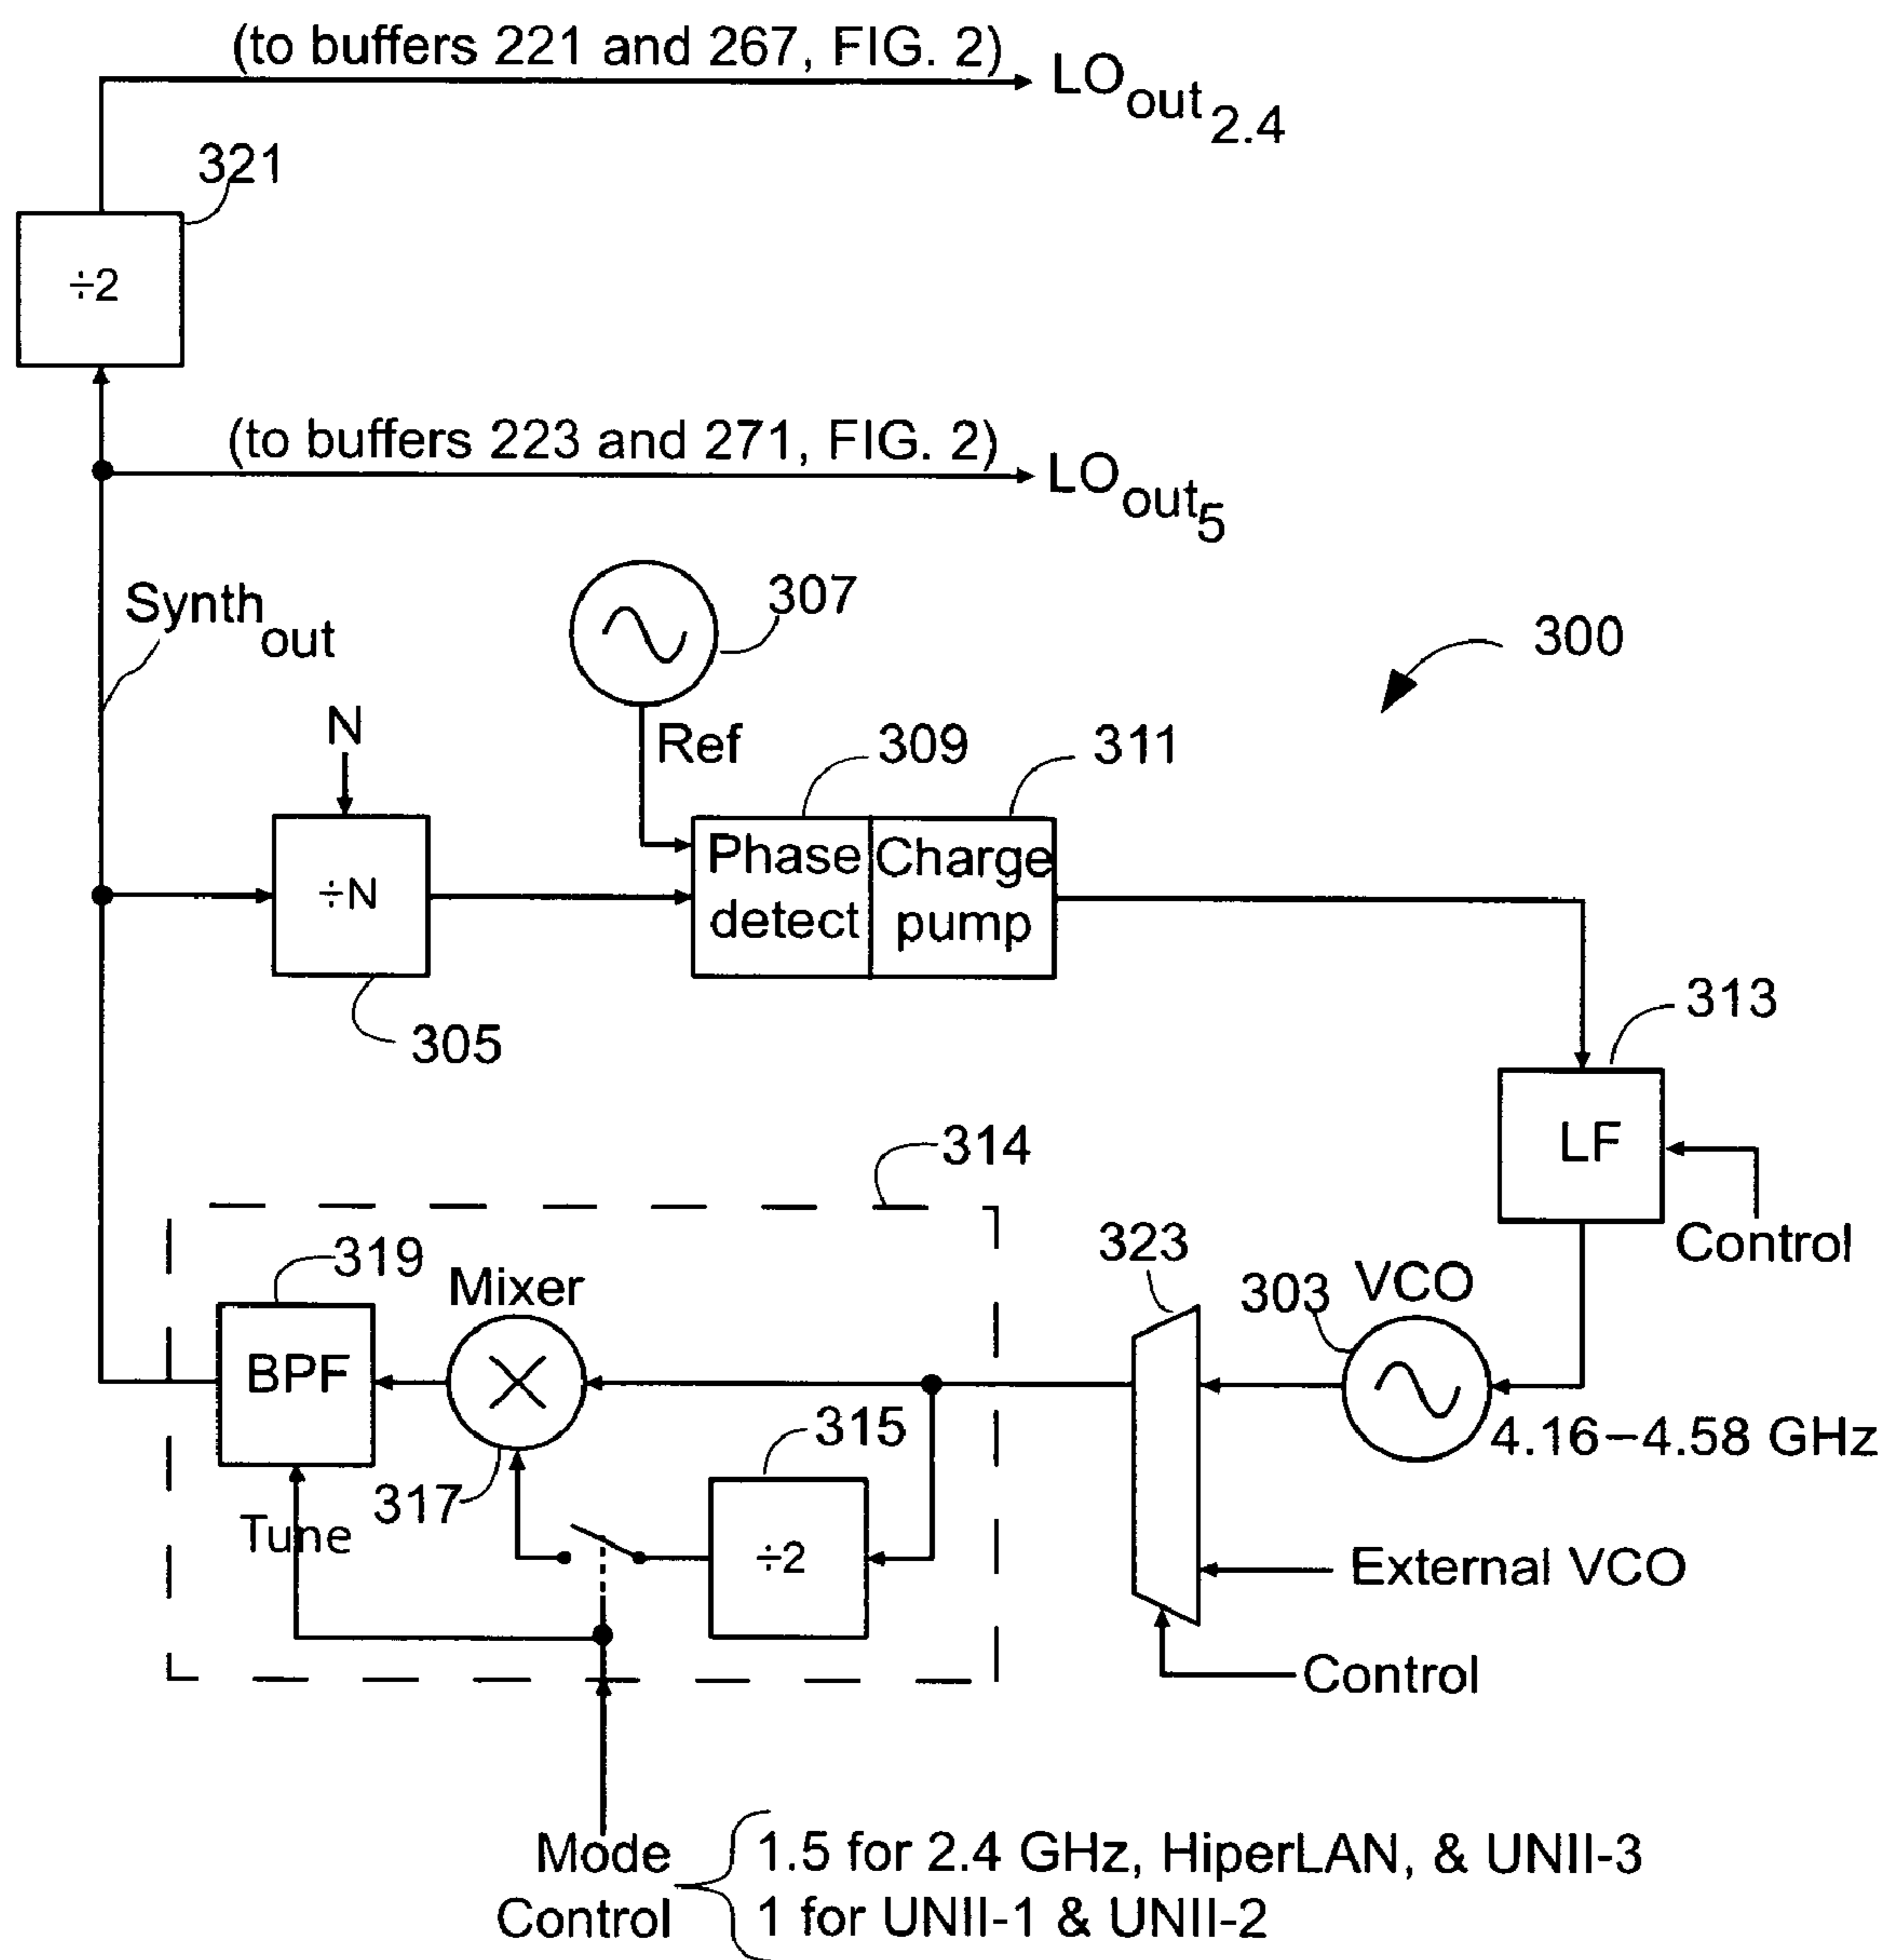 (to buffers 221 and 267, FIG. 2)
LOout2.4
321
÷2
(to buffers 223 and 271, FIG. 2)
LOout5
Synthout
307
300
N
Ref
309
311
÷N
Phase
detect
Charge
pump
305
313
LF
Control
314
319
Mixer
323
303
VCO
BPF
4.16–4.58 GHz
315
317
Tune
÷2
External VCO
Control
Mode
Control
1.5 for 2.4 GHz, HiperLAN, & UNII-3
1 for UNII-1 & UNII-2